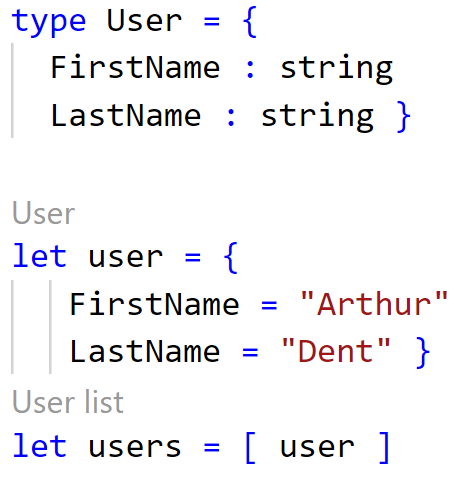 type User = {
FirstName : string
LastName : string }
User
let user = {
FirstName = "Arthur"
LastName = "Dent" }
User list
let users = [ user ]